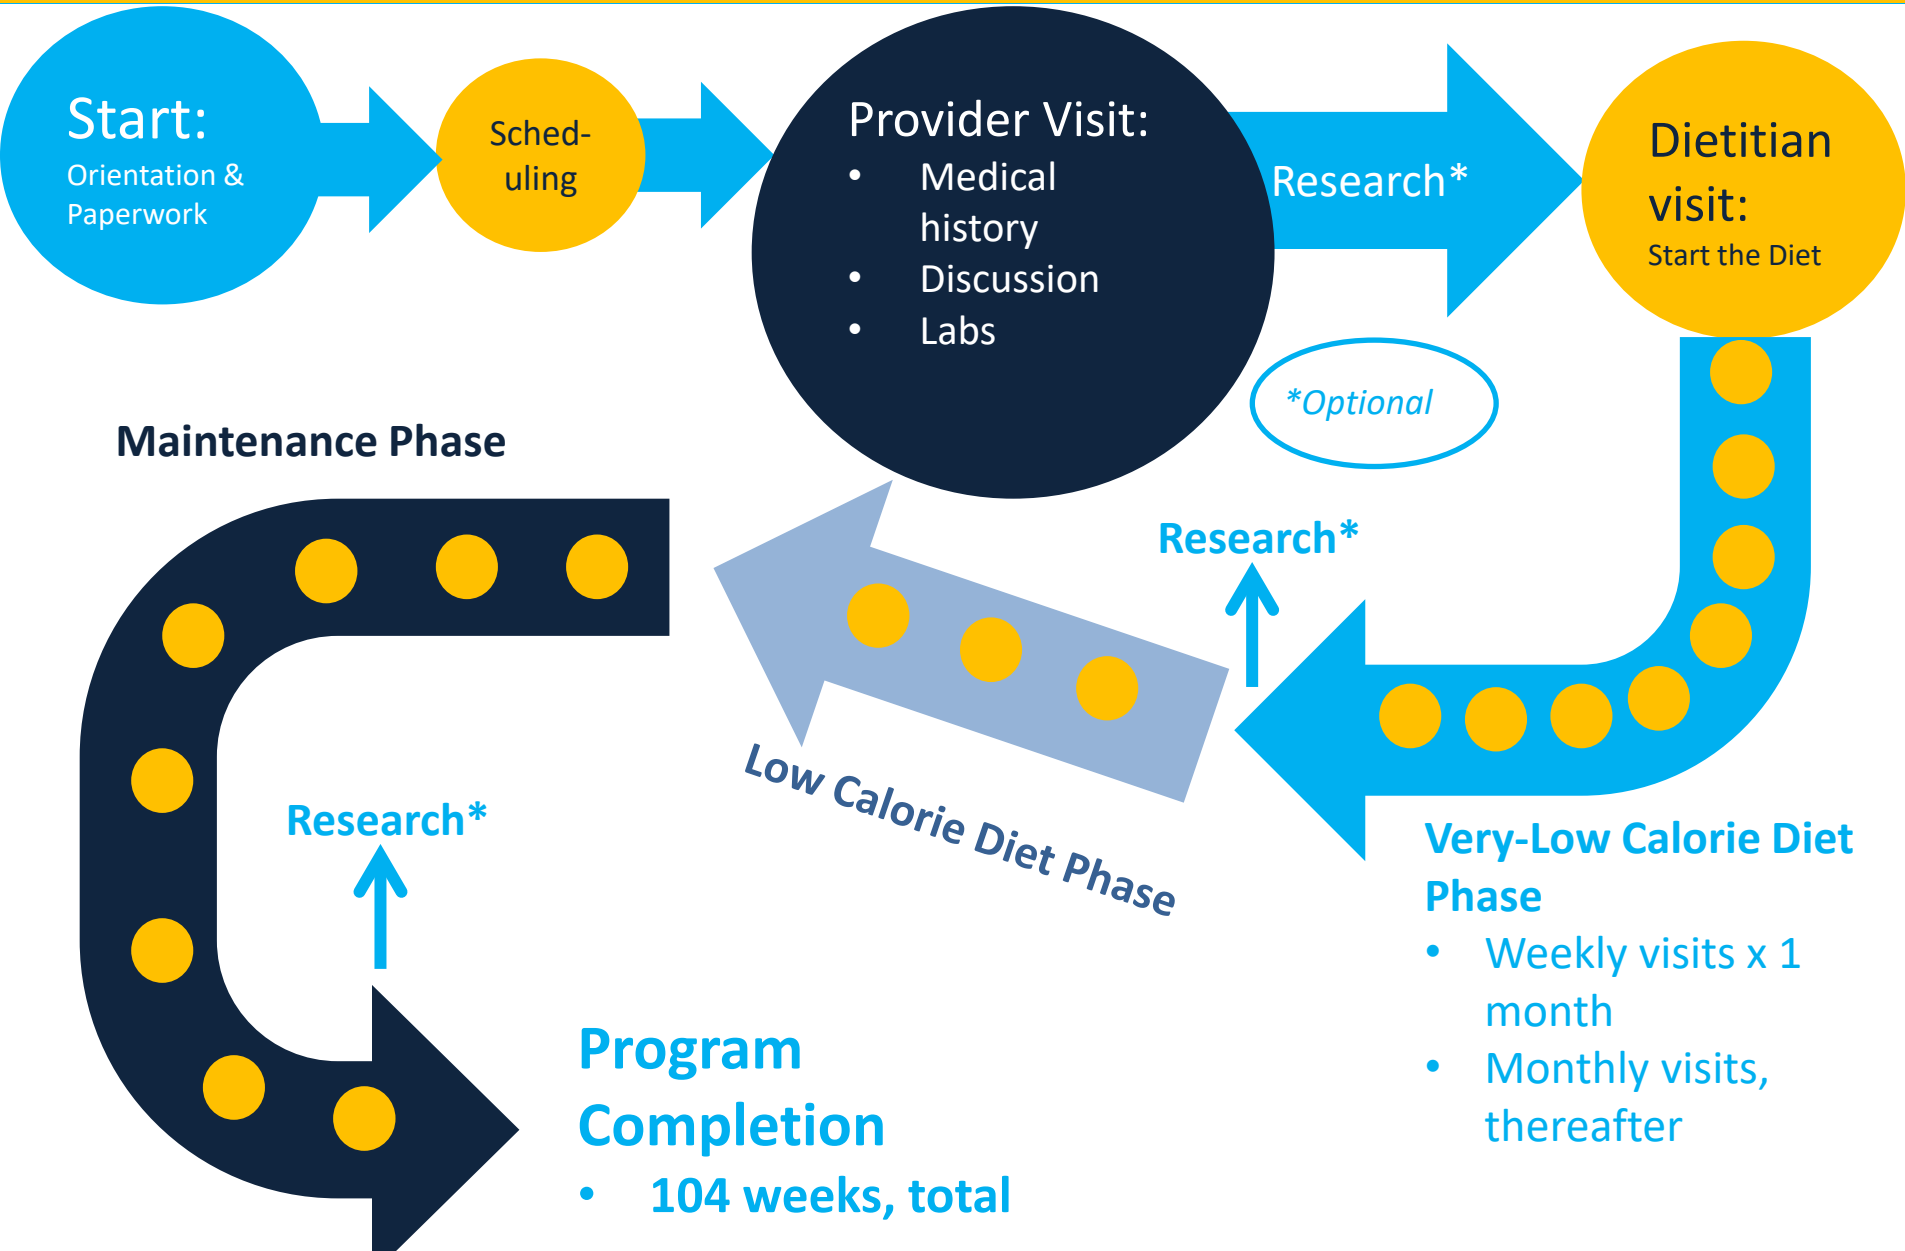 Start:
Orientation &
Paperwork
Sched-
uling
Provider Visit:
• Medical
history
• Discussion
• Labs
Research*
Dietitian
visit:
Start the Diet
*Optional
Maintenance Phase
Research*
Low Calorie Diet Phase
Very-Low Calorie Diet
Phase
• Weekly visits x 1
month
• Monthly visits,
thereafter
Research*
Program
Completion
• 104 weeks, total